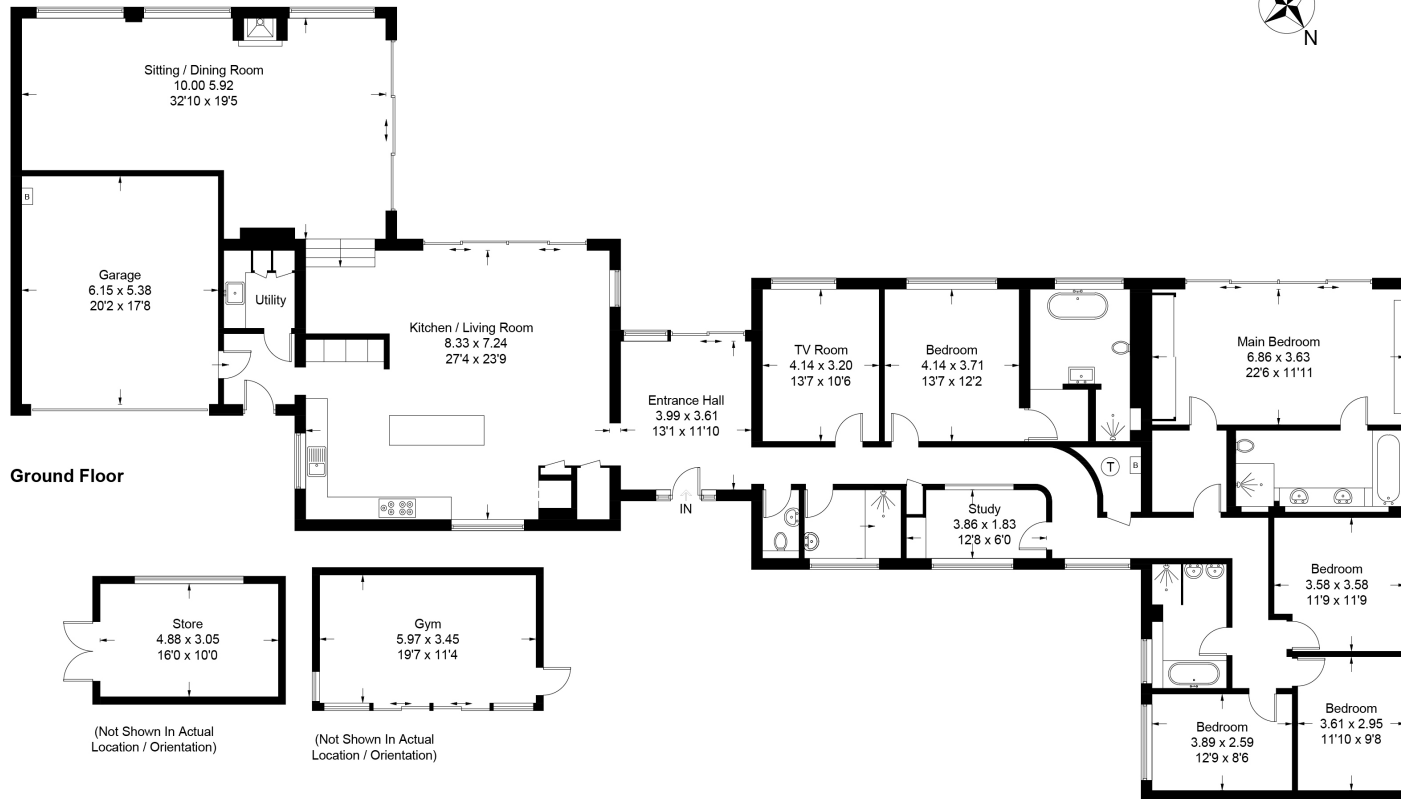 N
Sitting / Dining Room
10.00 5.92
32'10 x 19'5
B
Garage
6.15 x 5.38
20'2 x 17'8
Utility
Kitchen / Living Room
8.33 x 7.24
27'4 x 23'9
Entrance Hall
3.99 x 3.61
13'1 x 11'10
IN
TV Room
4.14 x 3.20
13'7 x 10'6
Bedroom
4.14 x 3.71
13'7 x 12'2
Main Bedroom
6.86 x 3.63
22'6 x 11'11
T
B
Study
3.86 x 1.83
12'8 x 6'0
Bedroom
3.58 x 3.58
11'9 x 11'9
Bedroom
3.61 x 2.95
11'10 x 9'8
Bedroom
3.89 x 2.59
12'9 x 8'6
Ground Floor
Store
4.88 x 3.05
16'0 x 10'0
(Not Shown In Actual
Location / Orientation)
Gym
5.97 x 3.45
19'7 x 11'4
(Not Shown In Actual
Location / Orientation)